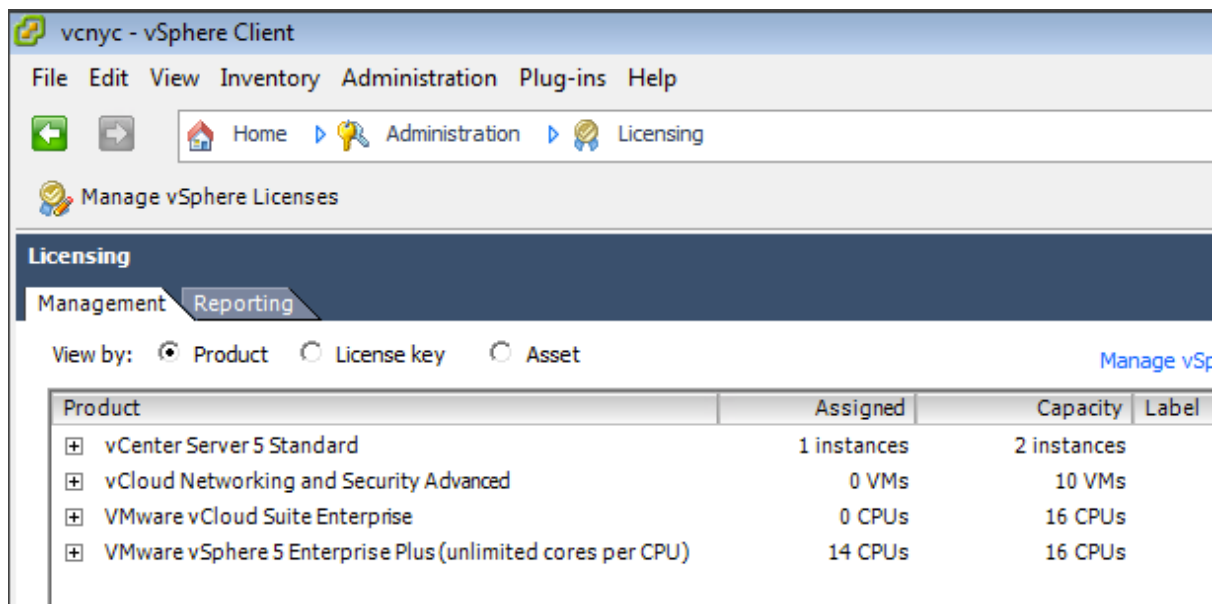 vcnyc - vSphere Client
File Edit View Inventory Administration Plug-ins Help
Home Administration Licensing
Manage vSphere Licenses
Licensing
Management Reporting
View by: Product License key Asset
Manage vSp
Product Assigned Capacity Label
vCenter Server 5 Standard 1 instances 2 instances
vCloud Networking and Security Advanced 0 VMs 10 VMs
VMware vCloud Suite Enterprise 0 CPUs 16 CPUs
VMware vSphere 5 Enterprise Plus (unlimited cores per CPU) 14 CPUs 16 CPUs